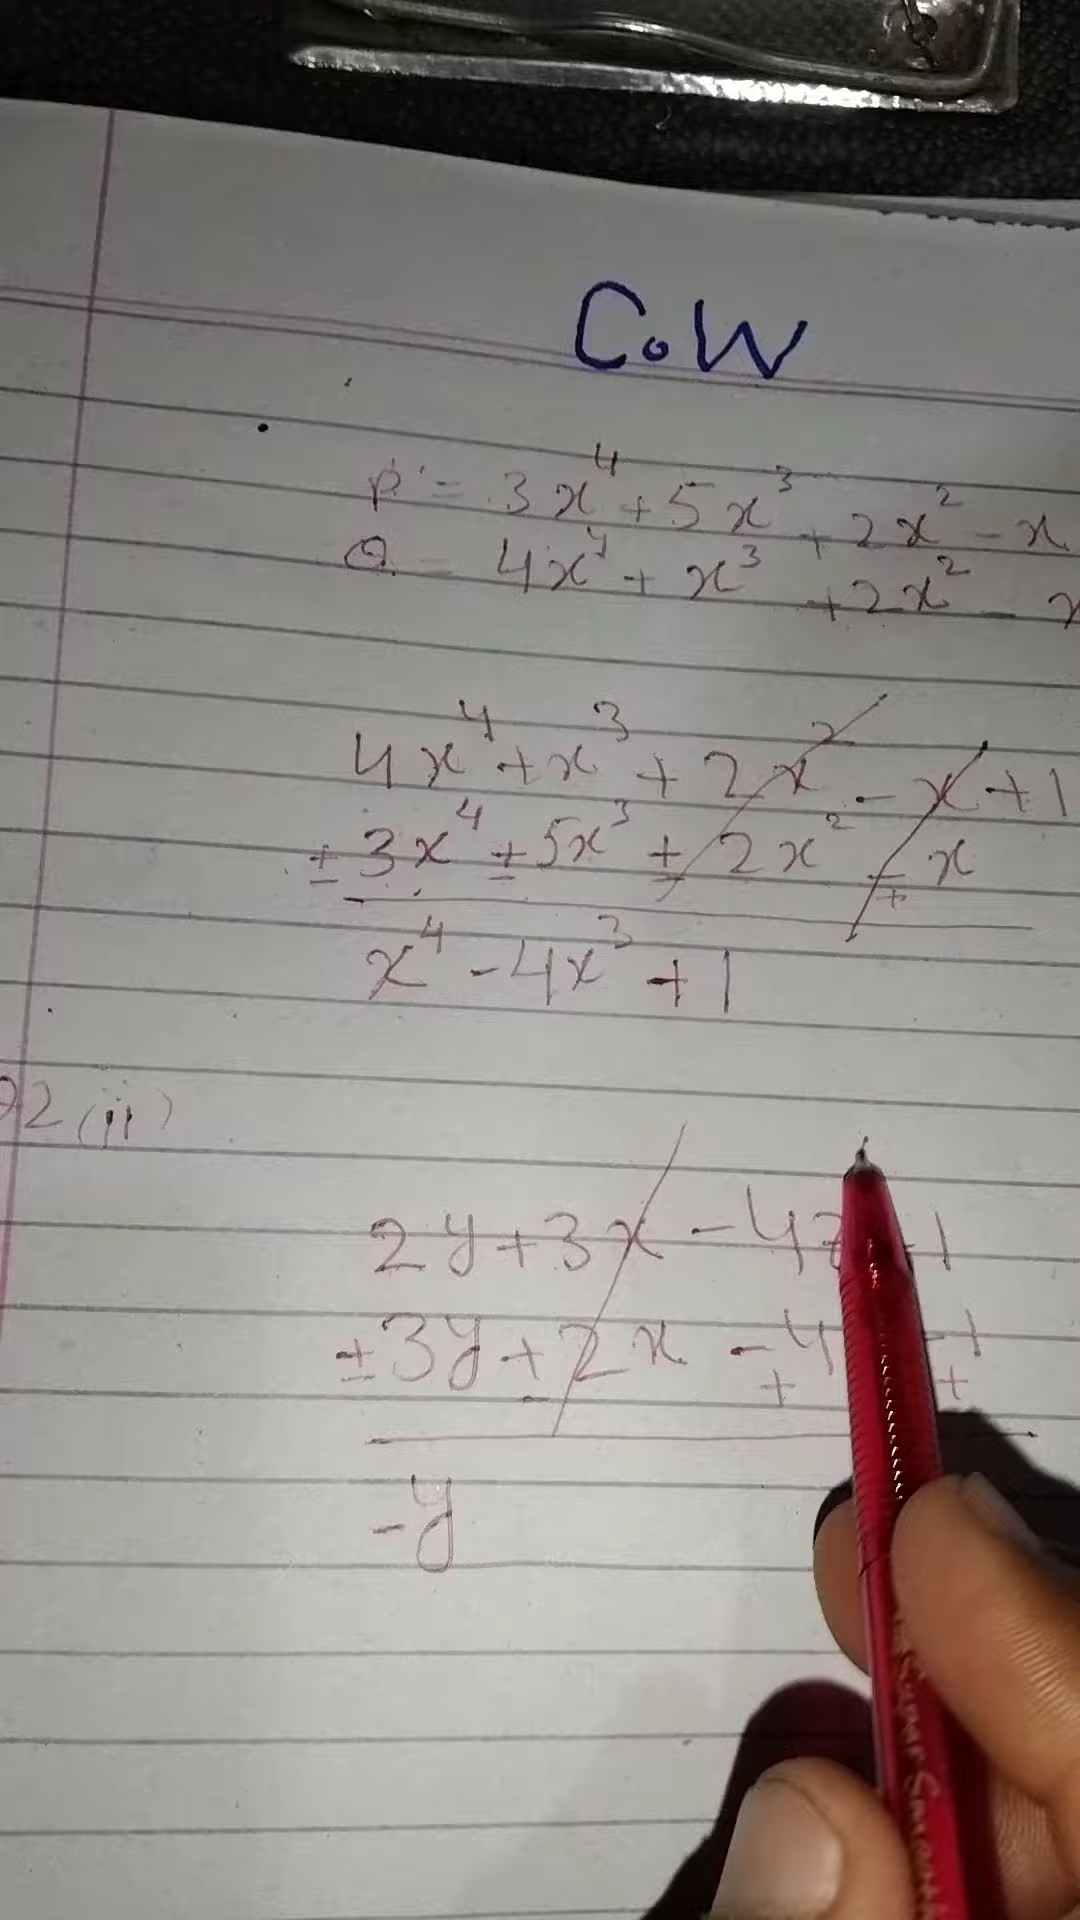 C.W
P = 3x⁴ + 5x³ + 2x² - x
Q = 4x⁴ + x³ + 2x² -
4x⁴ + x³ + 2x² - x + 1
± 3x⁴ ± 5x³ ± 2x² ∓ x
x⁴ - 4x³ + 1
2 (ii)
2y + 3x - 4z - 1
± 3y ± 2x - 4 - 1
+ +
- y